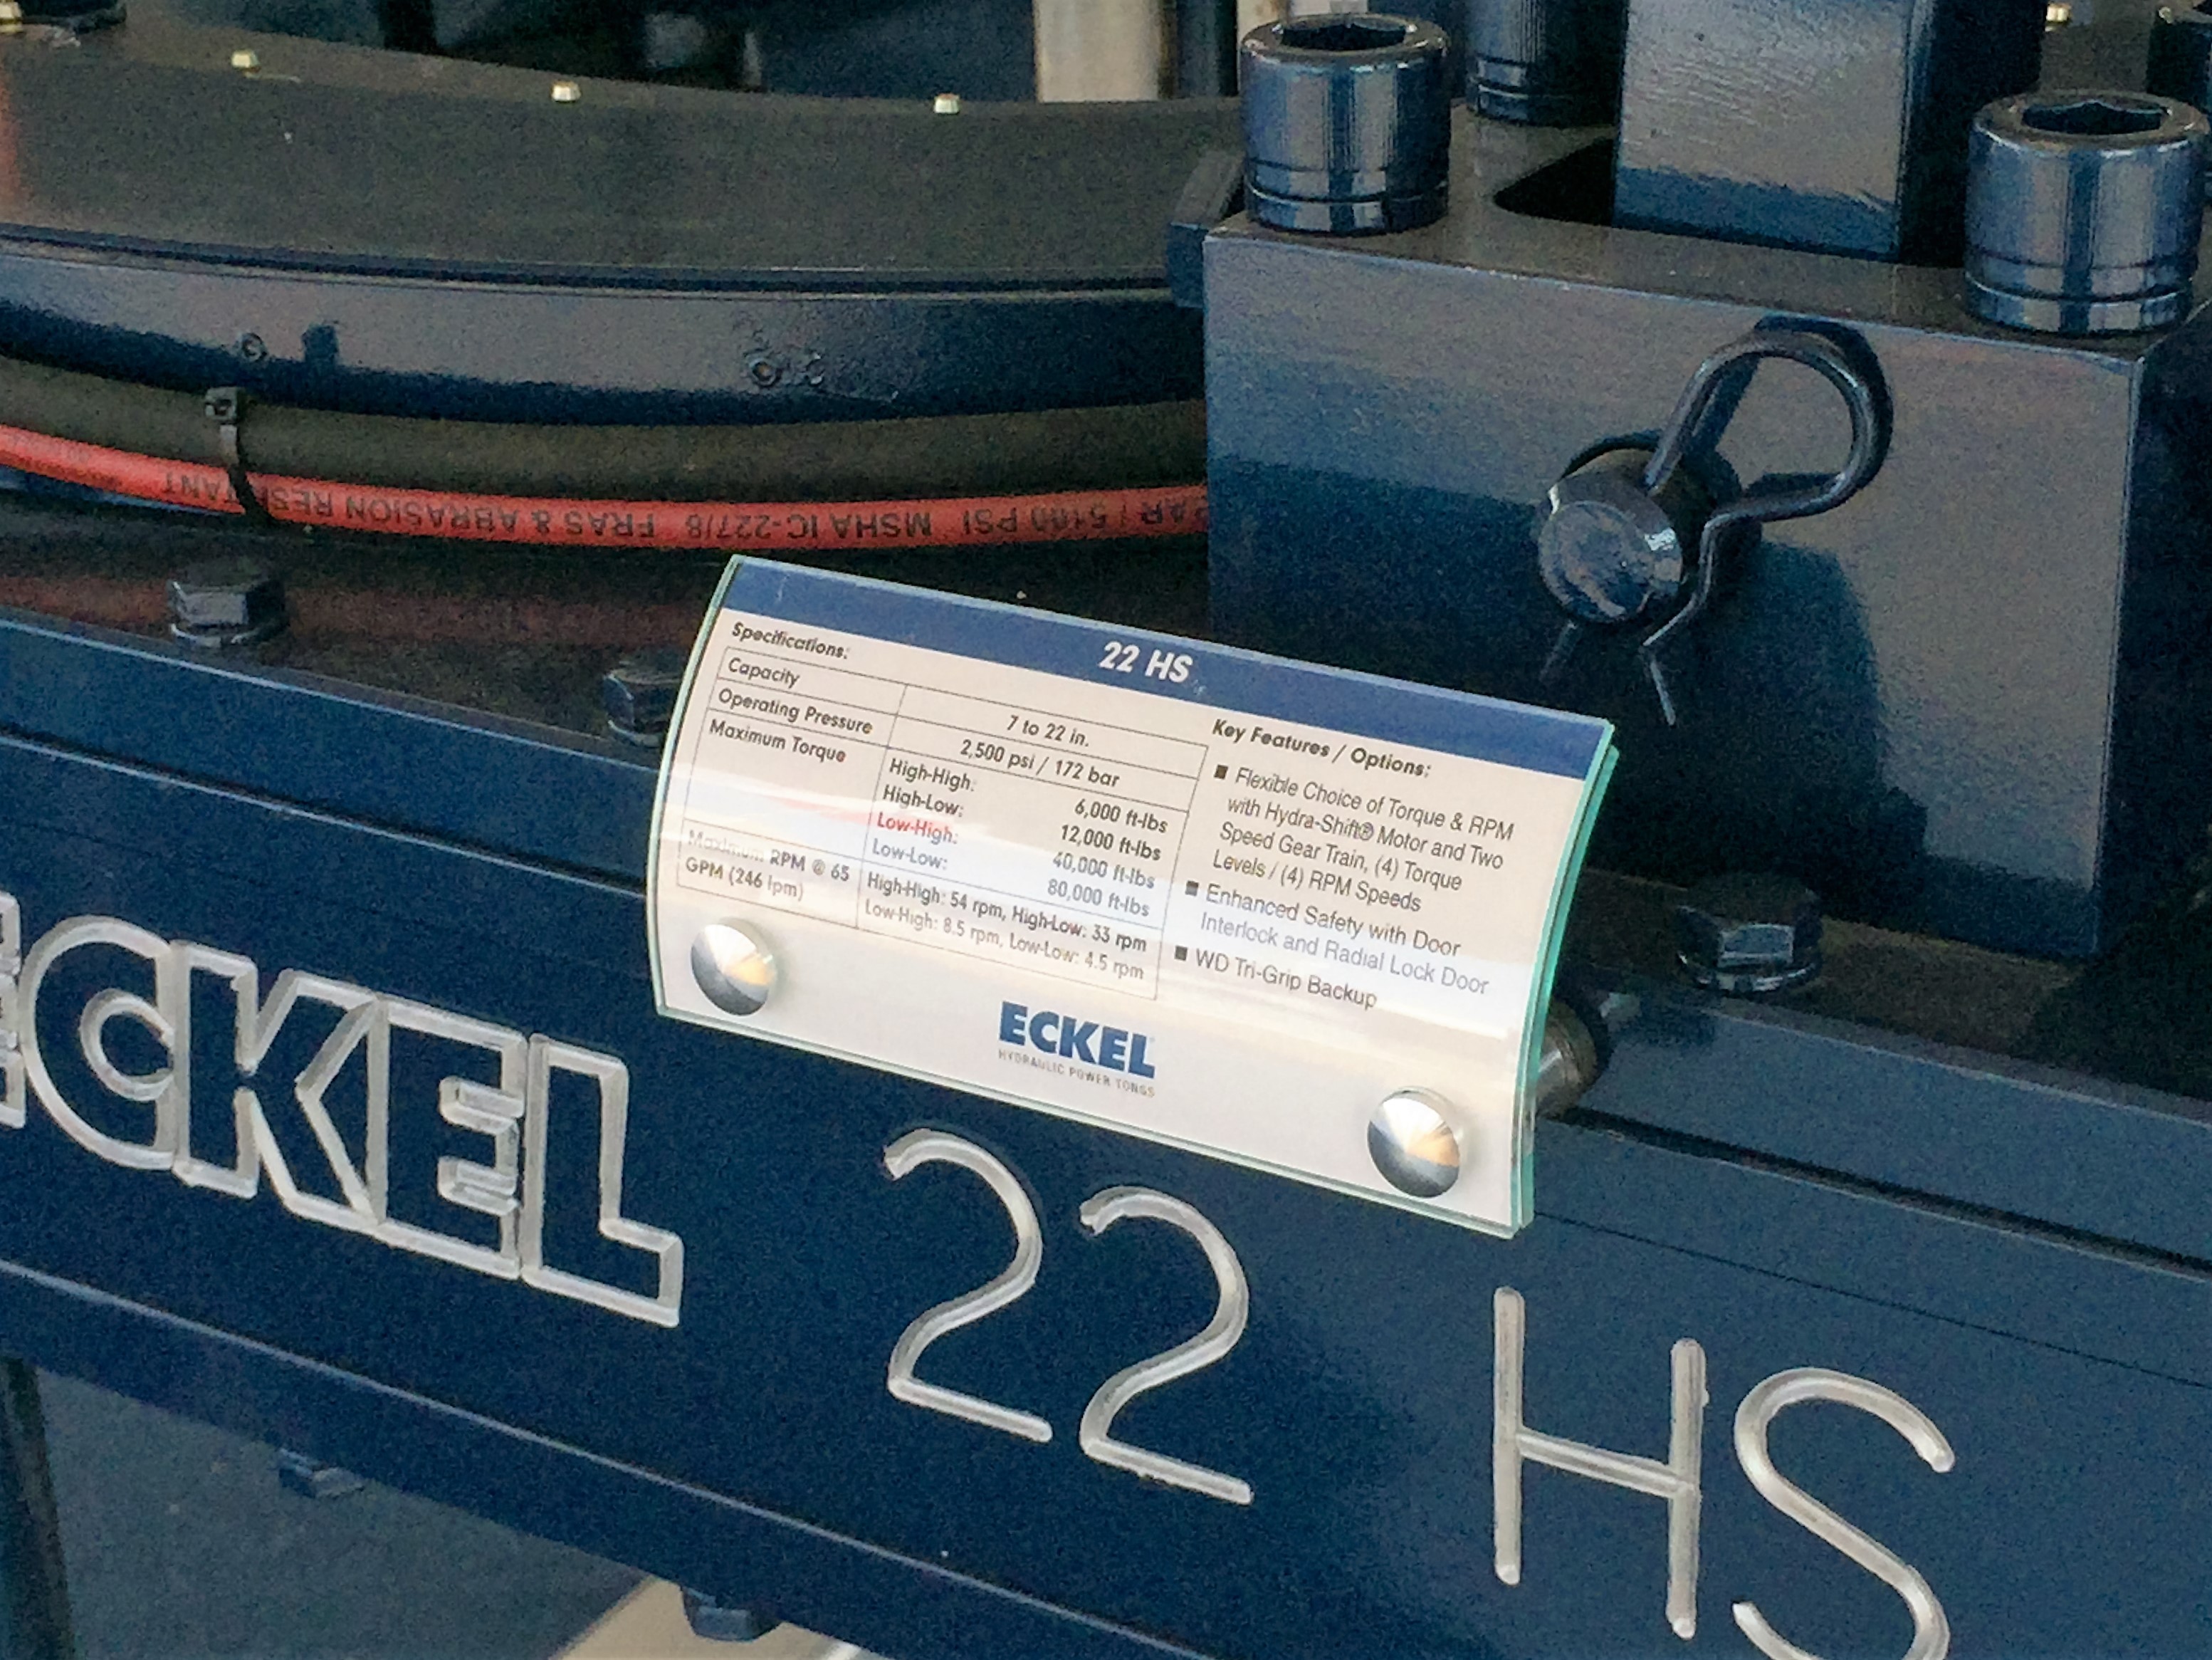 BAR / 5100 PSI MSHA IC-227/8 FRAS & ABRASION RESISTANT
22 HS
Specifications:
Capacity 7 to 22 in.
Operating Pressure 2,500 psi / 172 bar
Maximum Torque High-High: 6,000 ft-lbs
High-Low: 12,000 ft-lbs
Low-High: 40,000 ft-lbs
Low-Low: 80,000 ft-lbs
Maximum RPM @ 65 High-High: 54 rpm, High-Low: 33 rpm
GPM (246 lpm) Low-High: 8.5 rpm, Low-Low: 4.5 rpm
Key Features / Options:
■ Flexible Choice of Torque & RPM
with Hydra-Shift® Motor and Two
Speed Gear Train, (4) Torque
Levels / (4) RPM Speeds
■ Enhanced Safety with Door
Interlock and Radial Lock Door
■ WD Tri-Grip Backup
ECKEL
HYDRAULIC POWER TONGS
ECKEL 22 HS